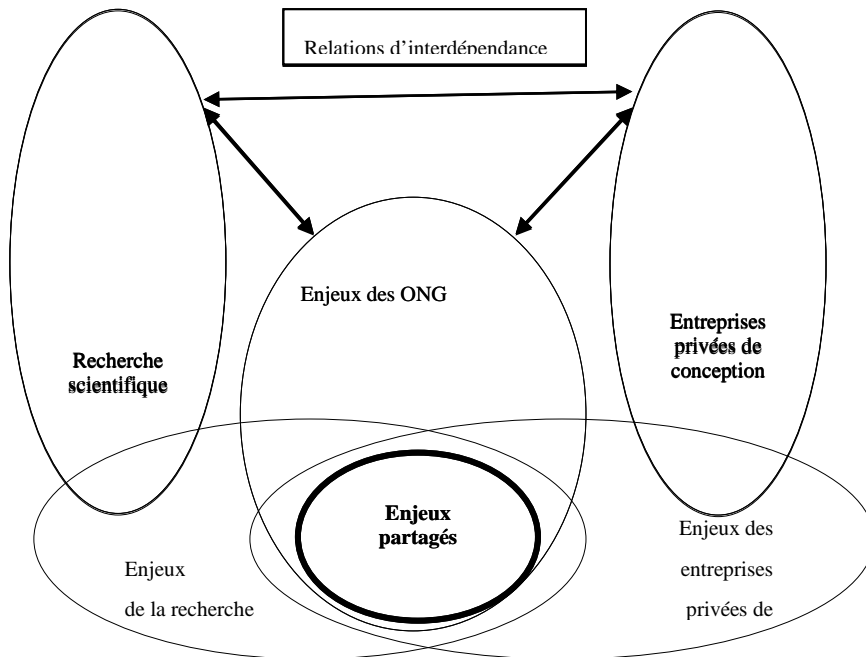 Relations d’interdépendance
Enjeux des ONG
Recherche
scientifique
Entreprises
privées de
conception
Enjeux
partagés
Enjeux
de la recherche
Enjeux des
entreprises
privées de